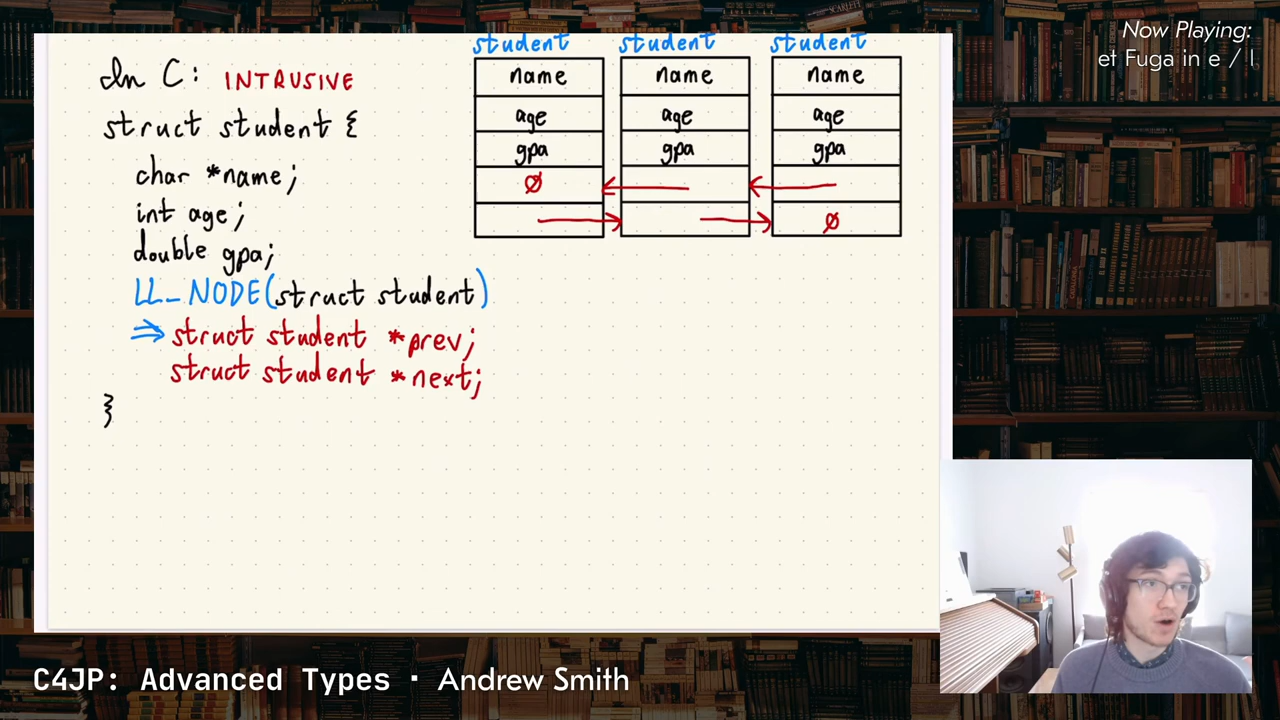 In C: INTRUSIVE
struct student {
char *name;
int age;
double gpa;
LL_NODE(struct student)
⇒ struct student *prev;
struct student *next;
}
student student student
name name name
age age age
gpa gpa gpa
Ø
Ø
Now Playing:
et Fuga in e / l
C4JP: Advanced Types · Andrew Smith